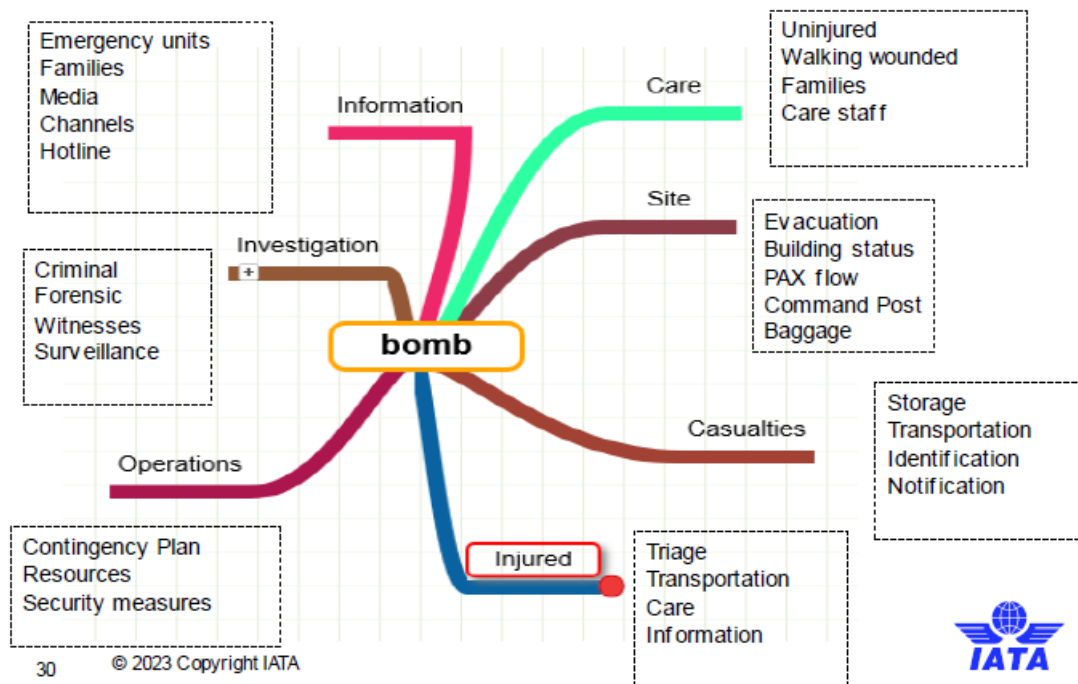 Emergency units
Families
Media
Channels
Hotline
Information
Care
Uninjured
Walking wounded
Families
Care staff
Site
Evacuation
Building status
PAX flow
Command Post
Baggage
Investigation
Criminal
Forensic
Witnesses
Surveillance
bomb
Casualties
Storage
Transportation
Identification
Notification
Operations
Contingency Plan
Resources
Security measures
Injured
Triage
Transportation
Care
Information
30
© 2023 Copyright IATA
IATA